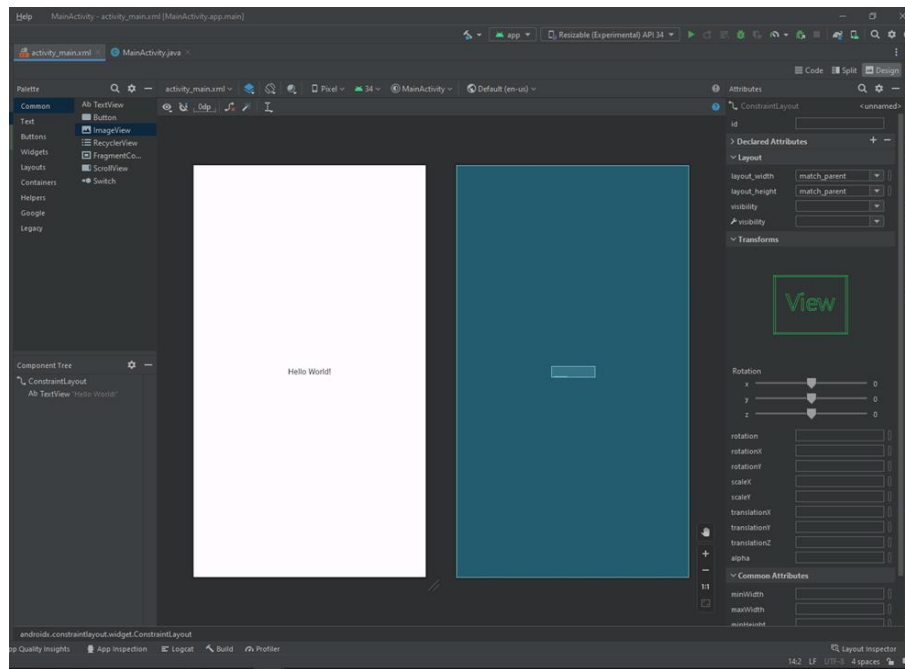 Help MainActivity - activity_main.xml [MainActivity.app.main]
app Resizable (Experimental) API 34
activity_main.xml MainActivity.java
Code Split Design
Palette activity_main.xml Pixel 34 MainActivity Default (en-us) Attributes
Common Ab TextView 0dp ConstraintLayout <unnamed>
Text Button id
Buttons ImageView
Widgets RecyclerView Declared Attributes
Layouts FragmentCo... Layout
Containers ScrollView layout_width match_parent
Helpers Switch layout_height match_parent
Google visibility
Legacy visibility
Transforms
View
Component Tree
ConstraintLayout
Ab TextView "Hello World!"
Hello World!
Rotation
x 0
y 0
z 0
rotation
rotationX
rotationY
scaleX
scaleY
translationX
translationY
translationZ
alpha
1:1
Common Attributes
minWidth
maxWidth
minHeight
androidx.constraintlayout.widget.ConstraintLayout
pp Quality Insights App Inspection Logcat Build Profiler Layout Inspector
14:2 LF UTF-8 4 spaces